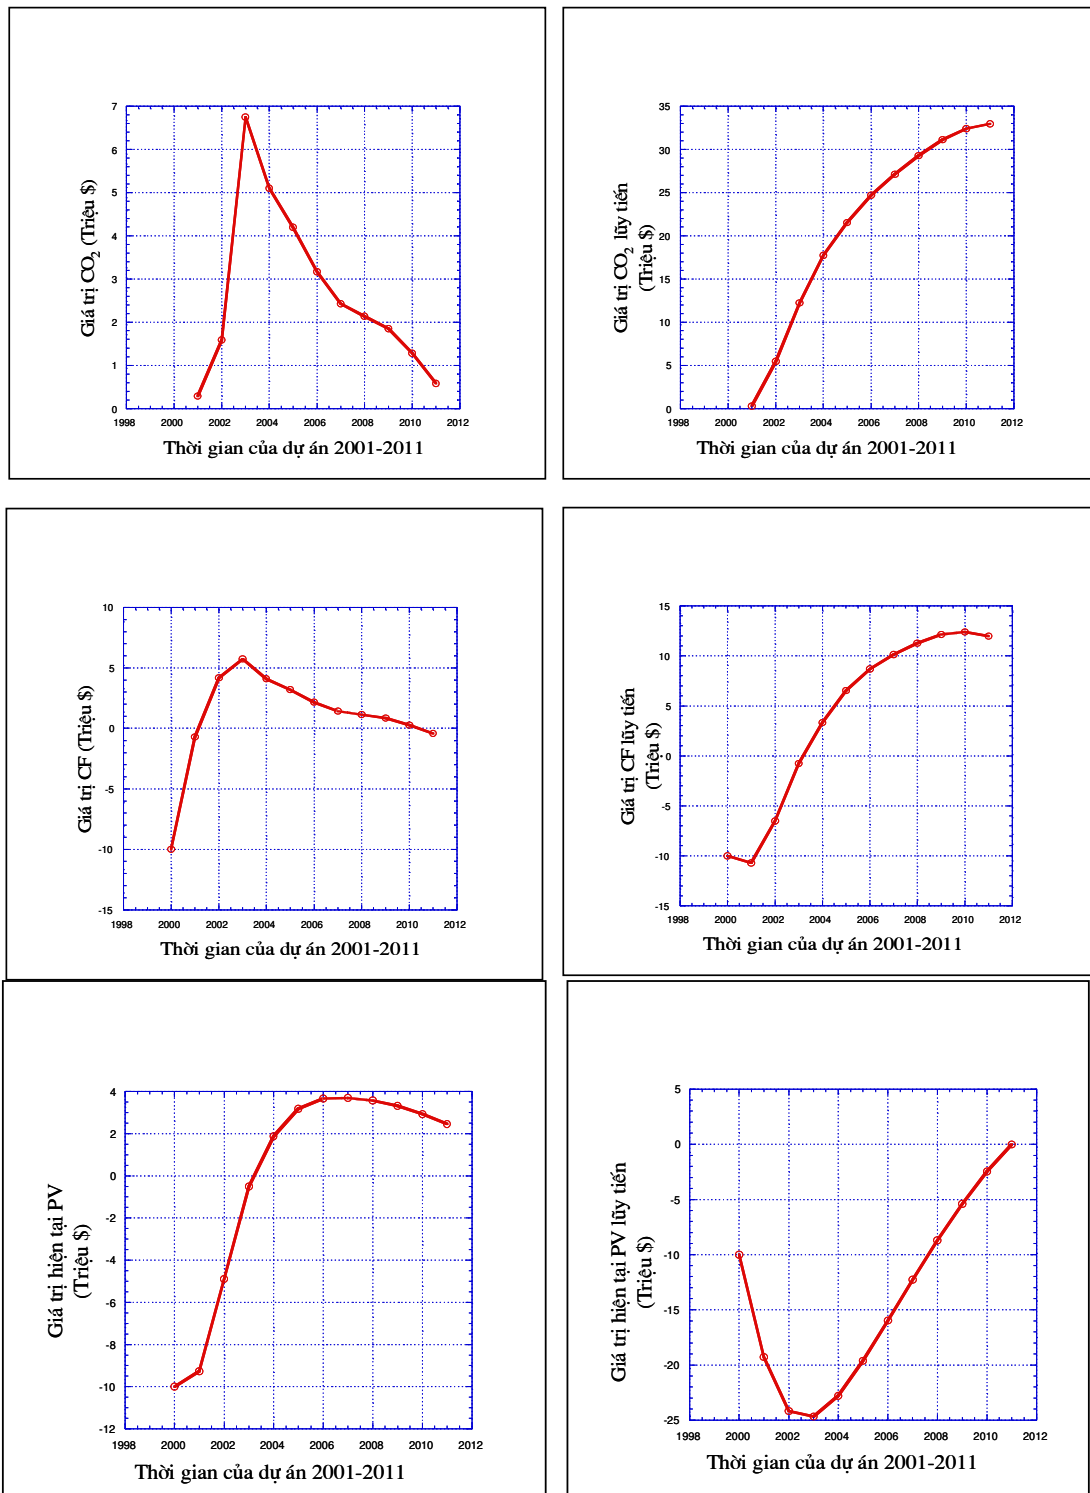 7
6
5
4
3
2
1
0
Giá trị CO₂ (Triệu $)
1998 2000 2002 2004 2006 2008 2010 2012
Thời gian của dự án 2001-2011
35
30
25
20
15
10
5
0
Giá trị CO₂ lũy tiến
(Triệu $)
1998 2000 2002 2004 2006 2008 2010 2012
Thời gian của dự án 2001-2011
10
5
0
-5
-10
-15
Giá trị CF (Triệu $)
1998 2000 2002 2004 2006 2008 2010 2012
Thời gian của dự án 2001-2011
15
10
5
0
-5
-10
-15
Giá trị CF lũy tiến
(Triệu $)
1998 2000 2002 2004 2006 2008 2010 2012
Thời gian của dự án 2001-2011
4
2
0
-2
-4
-6
-8
-10
-12
Giá trị hiện tại PV
(Triệu $)
1998 2000 2002 2004 2006 2008 2010 2012
Thời gian của dự án 2001-2011
5
0
-5
-10
-15
-20
-25
Giá trị hiện tại PV lũy tiến
(Triệu $)
1998 2000 2002 2004 2006 2008 2010 2012
Thời gian của dự án 2001-2011